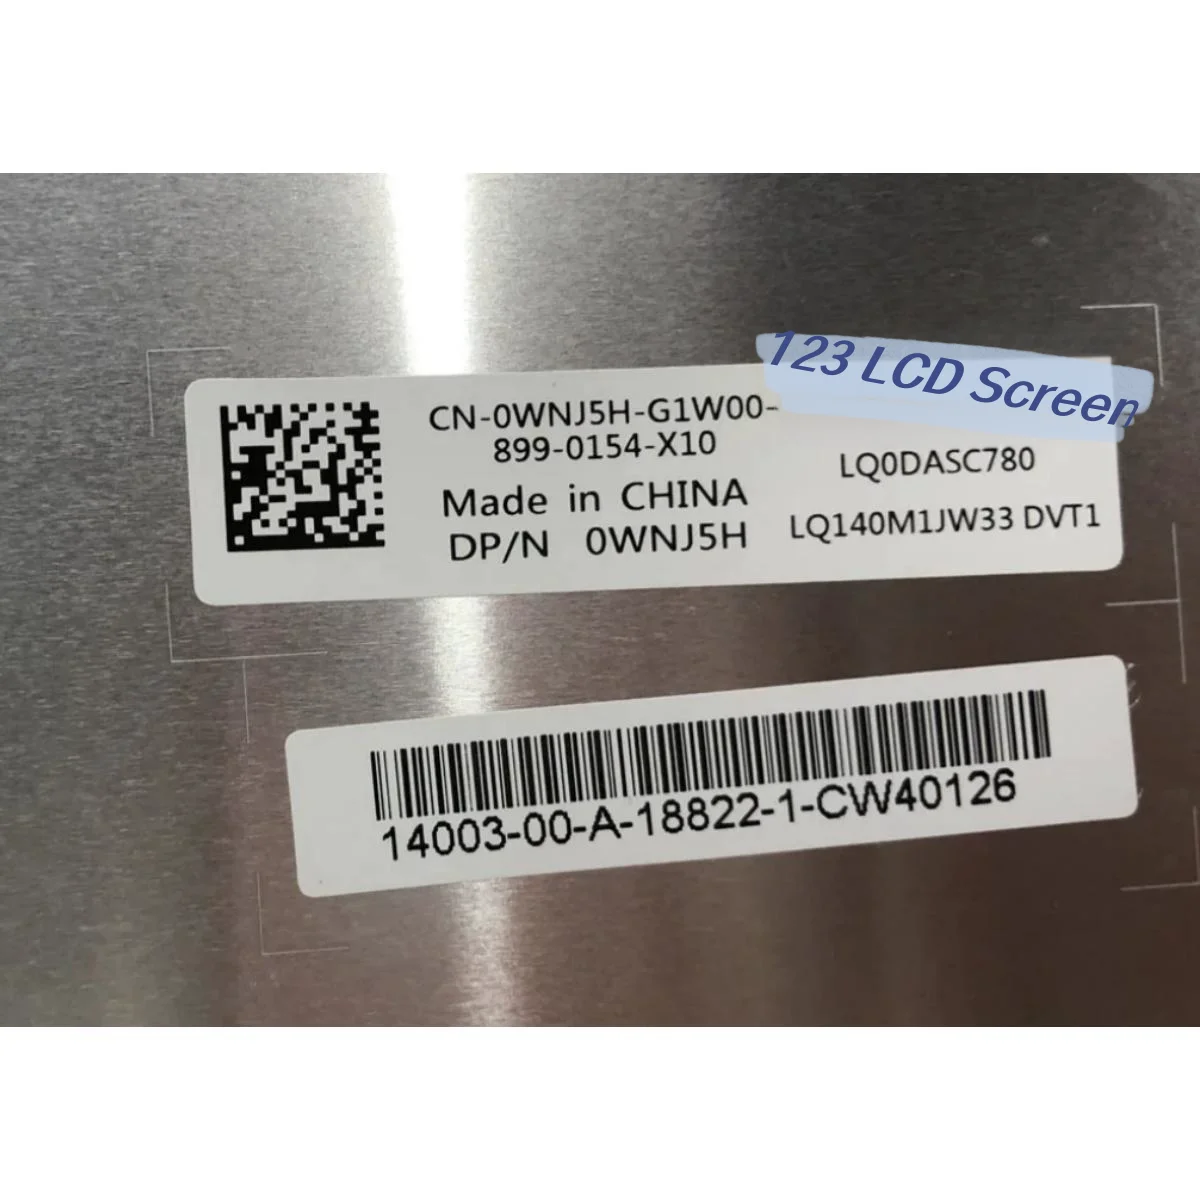 123 LCD Screen
CN-0WNJ5H-G1W00-
899-0154-X10
Made in CHINA
DP/N 0WNJ5H
LQ0DASC780
LQ140M1JW33 DVT1
14003-00-A-18822-1-CW40126